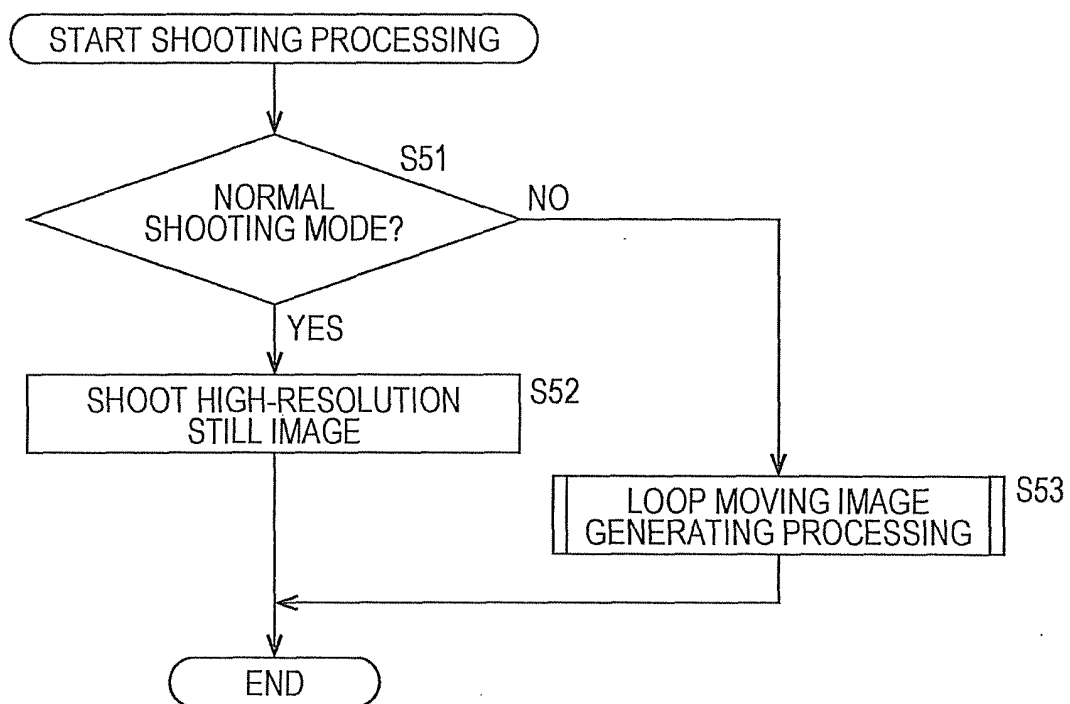 START SHOOTING PROCESSING
S51
NORMAL
SHOOTING MODE?
NO
YES
SHOOT HIGH-RESOLUTION
STILL IMAGE
S52
LOOP MOVING IMAGE
GENERATING PROCESSING
S53
END